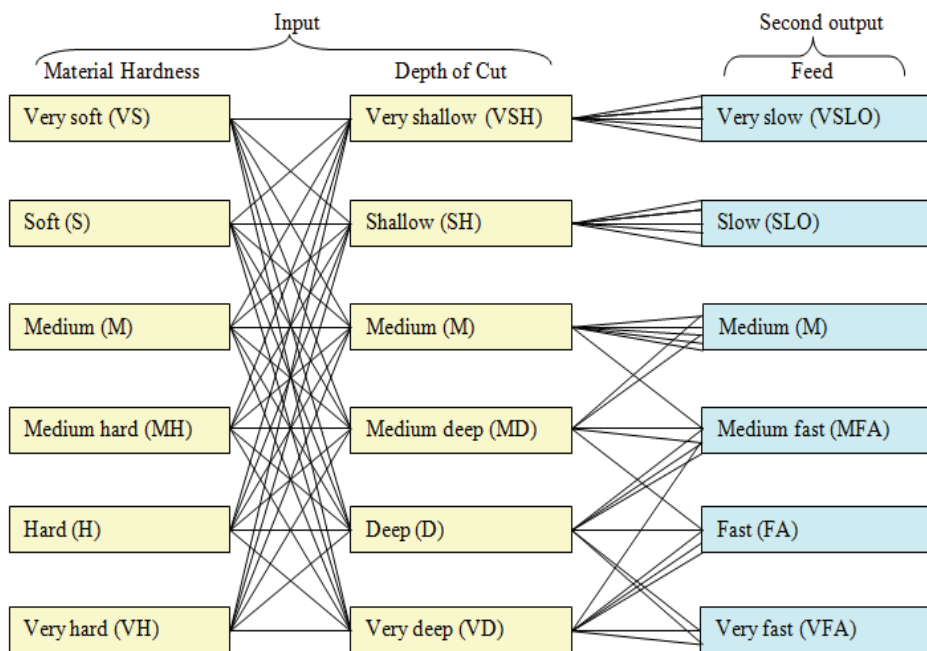 Input
Second output
Material Hardness
Depth of Cut
Feed
Very soft (VS)
Very shallow (VSH)
Very slow (VSLO)
Soft (S)
Shallow (SH)
Slow (SLO)
Medium (M)
Medium (M)
Medium (M)
Medium hard (MH)
Medium deep (MD)
Medium fast (MFA)
Hard (H)
Deep (D)
Fast (FA)
Very hard (VH)
Very deep (VD)
Very fast (VFA)